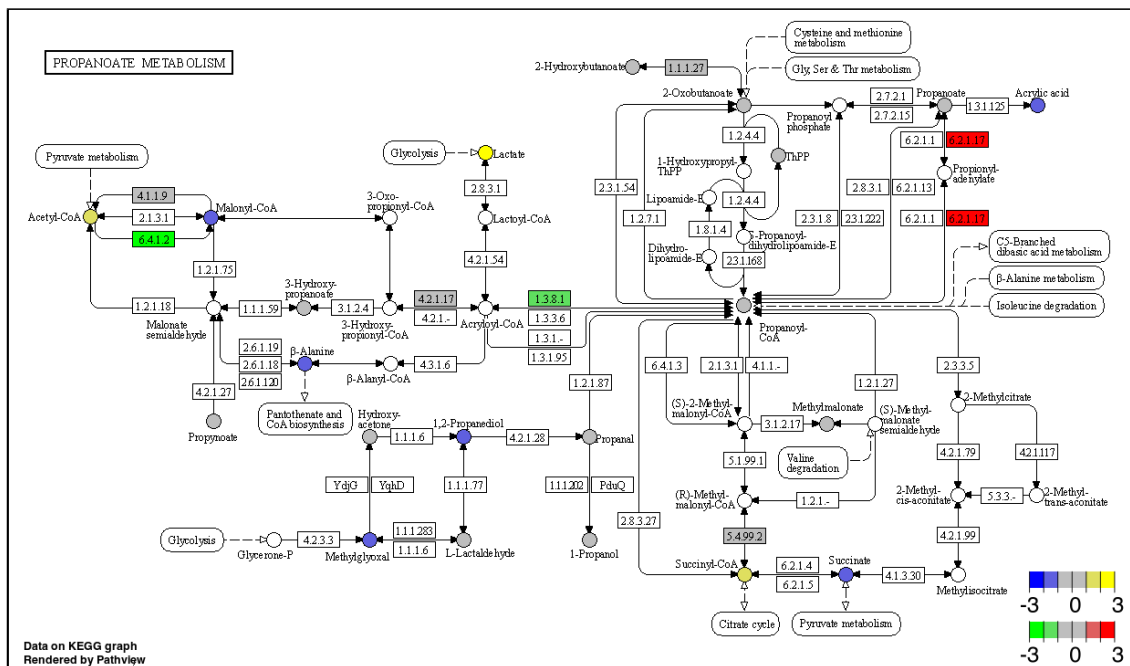 PROPANOATE METABOLISM
Cysteine and methionine
metabolism
2-Hydroxybutanoate
1.1.1.27
Gly, Ser & Thr metabolism
2-Oxobutanoate
Propanoyl
phosphate
2.7.2.1
2.7.2.15
Propanoate
1.3.1.125
Acrylic acid
Pyruvate metabolism
Glycolysis
Lactate
1.2.4.4
ThPP
6.2.1.1
6.2.1.17
1-Hydroxypropyl-
ThPP
Propionyl-
adenylate
4.1.1.9
2.8.3.1
2.3.1.54
Lipoamide-E
2.8.3.1
6.2.1.13
3-Oxo-
propionyl-CoA
Acetyl-CoA
2.1.3.1
Malonyl-CoA
Lactoyl-CoA
1.2.7.1
1.2.4.4
2.3.1.8
2.3.1.222
6.2.1.1
6.2.1.17
6.4.1.2
1.8.1.4
S-Propanoyl-
dihydrolipoamide-E
Dihydro-
lipoamide-E
C5-Branched
dibasic acid metabolism
4.2.1.54
2.3.1.168
1.2.1.75
β-Alanine metabolism
3-Hydroxy-
propanoate
1.2.1.18
1.1.1.59
3.1.2.4
4.2.1.17
4.2.1.-
1.3.8.1
1.3.3.6
Isoleucine degradation
Malonate
semialdehyde
3-Hydroxy-
propionyl-CoA
Acryloyl-CoA
1.3.1.-
1.3.1.95
Propanoyl-
CoA
2.6.1.19
2.6.1.18
2.6.1.120
β-Alanine
β-Alanyl-CoA
4.3.1.6
6.4.1.3
2.1.3.1
4.1.1.-
2.3.3.5
4.2.1.27
1.2.1.87
1.2.1.27
Pantothenate and
CoA biosynthesis
(S)-2-Methyl-
malonyl-CoA
Methylmalonate
(S)-Methyl-
malonate
semialdehyde
2-Methylcitrate
Propynoate
Hydroxy-
acetone
1,2-Propanediol
3.1.2.17
1.1.1.6
4.2.1.28
Propanal
Valine
degradation
4.2.1.79
4.2.1.117
5.1.99.1
YdjG
YqhD
1.1.1.77
1.1.1.202
PduQ
(R)-Methyl-
malonyl-CoA
1.2.1.-
2-Methyl-
cis-aconitate
5.3.3.-
2-Methyl-
trans-aconitate
2.8.3.27
Glycolysis
4.2.3.3
1.1.1.283
1.1.1.6
5.4.99.2
4.2.1.99
Glycerone-P
Methylglyoxal
L-Lactaldehyde
1-Propanol
Succinyl-CoA
6.2.1.4
6.2.1.5
Succinate
4.1.3.30
Methylisocitrate
-3 0 3
Citrate cycle
Pyruvate metabolism
-3 0 3
Data on KEGG graph
Rendered by Pathview